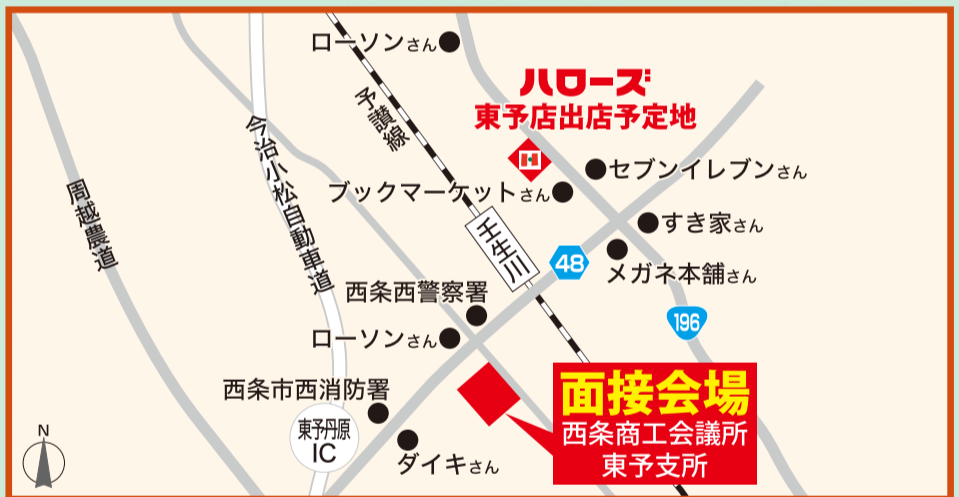 ローソンさん
ハローズ
東予店出店予定地
予讃線
今治小松自動車道
セブンイレブンさん
ブックマーケットさん
周越農道
すき家さん
壬生川
48
メガネ本舗さん
西条西警察署
196
ローソンさん
西条市西消防署
面接会場
西条商工会議所
東予支所
東予丹原
IC
ダイキさん
N